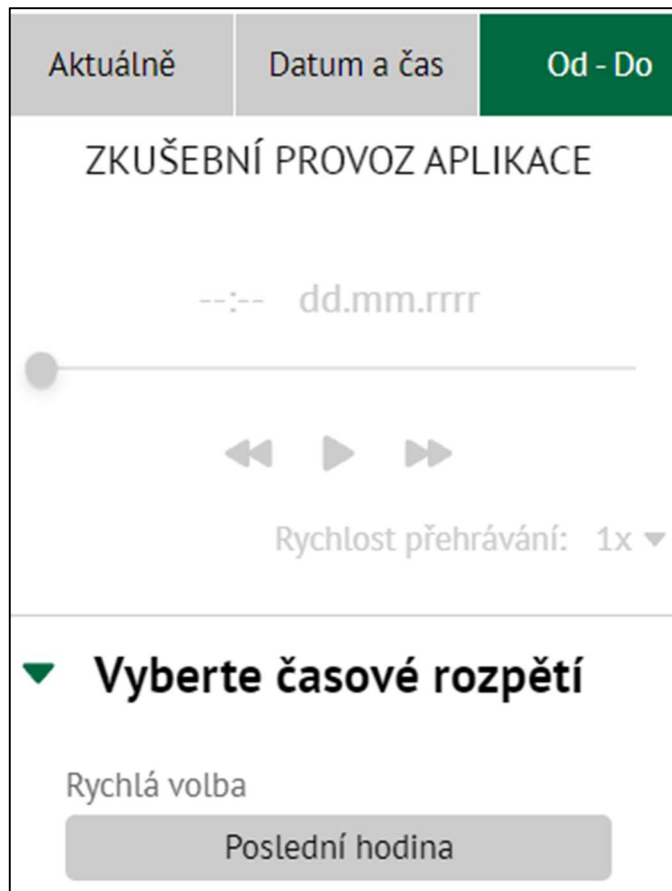 Aktuálně Datum a čas Od - Do
ZKUŠEBNÍ PROVOZ APLIKACE
--:-- dd.mm.rrrr
Rychlost přehrávání: 1x
Vyberte časové rozpětí
Rychlá volba
Poslední hodina